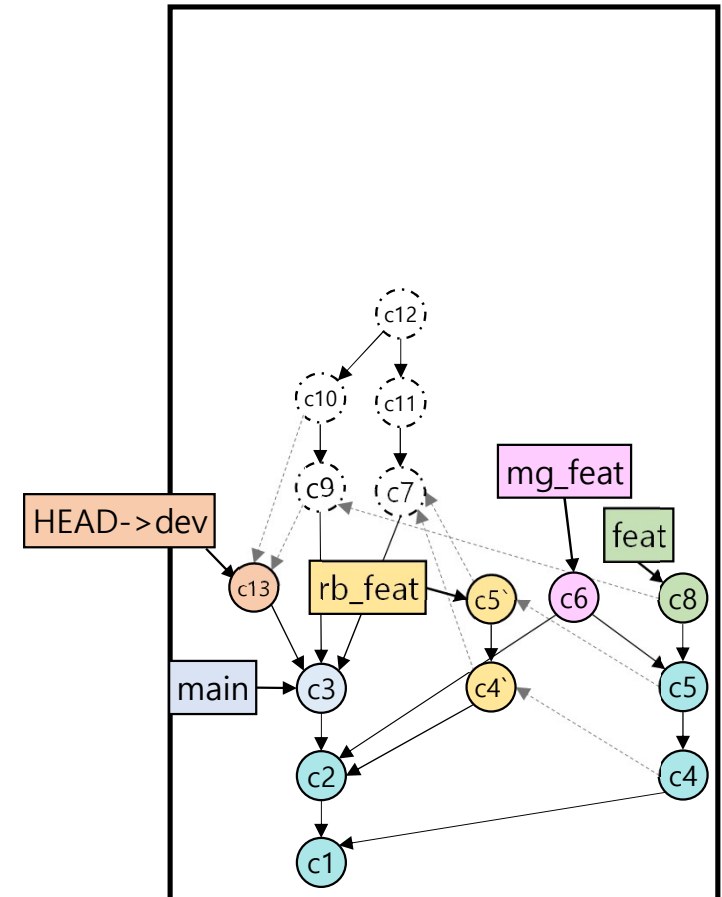 c12
c10
c11
c9
c7
mg_feat
HEAD->dev
feat
c13
rb_feat
c5`
c6
c8
main
c3
c4`
c5
c2
c4
c1